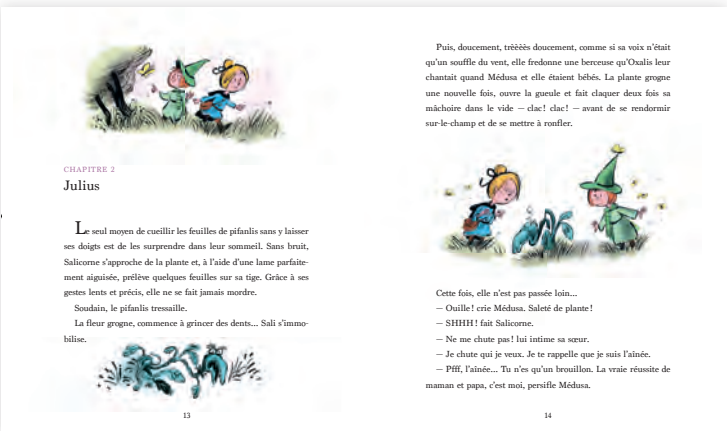 CHAPITRE 2
Julius
Le seul moyen de cueillir les feuilles de pifanlis sans y laisser
ses doigts est de les surprendre dans leur sommeil. Sans bruit,
Salicorne s'approche de la plante et, à l'aide d'une lame parfaite-
ment aiguisée, prélève quelques feuilles sur sa tige. Grâce à ses
gestes lents et précis, elle ne se fait jamais mordre.
Soudain, le pifanlis tressaille.
La fleur grogne, commence à grincer des dents... Sali s'immo-
bilise.
13
Puis, doucement, trèèèès doucement, comme si sa voix n'était
qu'un souffle du vent, elle fredonne une berceuse qu'Oxalis leur
chantait quand Médusa et elle étaient bébés. La plante grogne
une nouvelle fois, ouvre la gueule et fait claquer deux fois sa
mâchoire dans le vide — clac! clac! — avant de se rendormir
sur-le-champ et de se mettre à ronfler.
Cette fois, elle n'est pas passée loin...
— Ouille! crie Médusa. Saleté de plante!
— SHHH! fait Salicorne.
— Ne me chute pas! lui intime sa sœur.
— Je chute qui je veux. Je te rappelle que je suis l'aînée.
— Pfff, l'aînée... Tu n'es qu'un brouillon. La vraie réussite de
maman et papa, c'est moi, persifle Médusa.
14